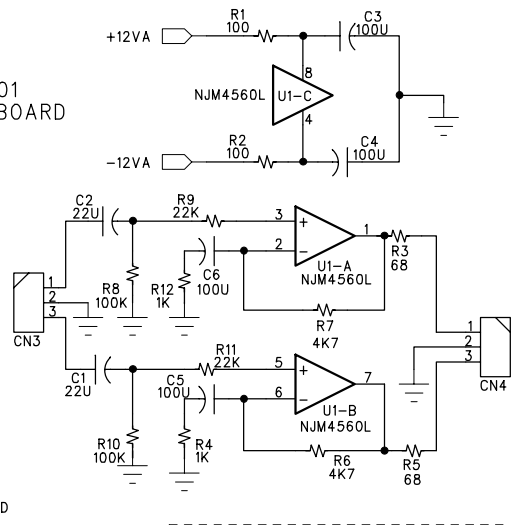 R1
100
C3
100U
+12VA
01
BOARD
8
NJM4560L
U1-C
4
R2
100
C4
100U
-12VA
C2
22U
R9
22K
3
+
1
2
-
R3
68
C6
100U
U1-A
NJM4560L
R8
100K
R12
1K
R7
4K7
1
2
3
CN3
1
2
3
CN4
R11
22K
5
+
7
6
-
C1
22U
C5
100U
U1-B
NJM4560L
R10
100K
R4
1K
R6
4K7
R5
68
D